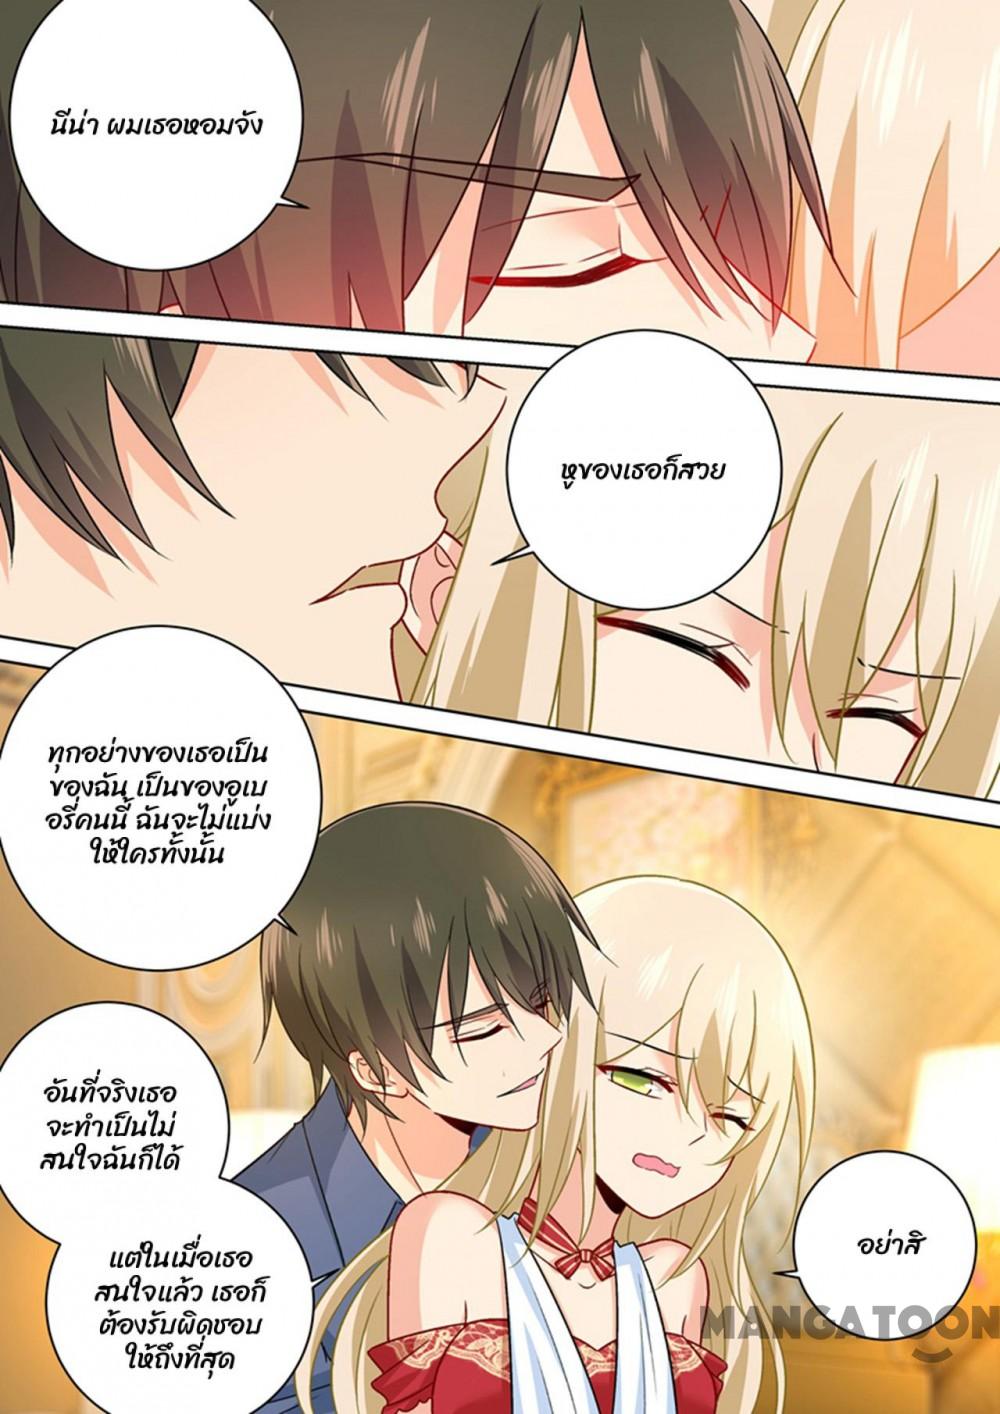 นีน่า ผมเธอหอมจัง
หูของเธอก็สวย
ทุกอย่างของเธอเป็น
ของฉัน เป็นของอูเบ
อรี่คนนี้ ฉันจะไม่แบ่ง
ให้ใครทั้งนั้น
อันที่จริงเธอ
จะทำเป็นไม่
สนใจฉันก็ได้
แต่ในเมื่อเธอ
สนใจแล้ว เธอก็
ต้องรับผิดชอบ
ให้ถึงที่สุด
อย่าสิ
MANGATOON